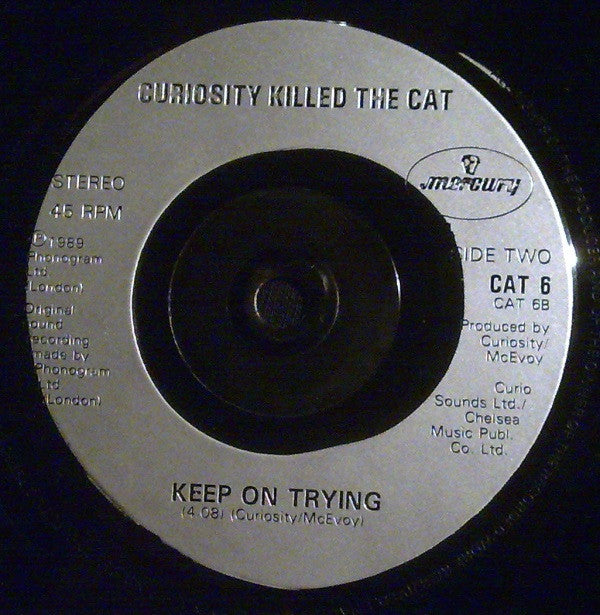 CURIOSITY KILLED THE CAT
mercury
STEREO
45 RPM
℗1989
Phonogram
Ltd.
(London)
Original
Sound
Recording
made by
Phonogram
Ltd
(London)
SIDE TWO
CAT 6
CAT 6B
Produced by
Curiosity/
McEvoy
Curio
Sounds Ltd./
Chelsea
Music Publ.
Co. Ltd.
KEEP ON TRYING
(4.08) (Curiosity/McEvoy)